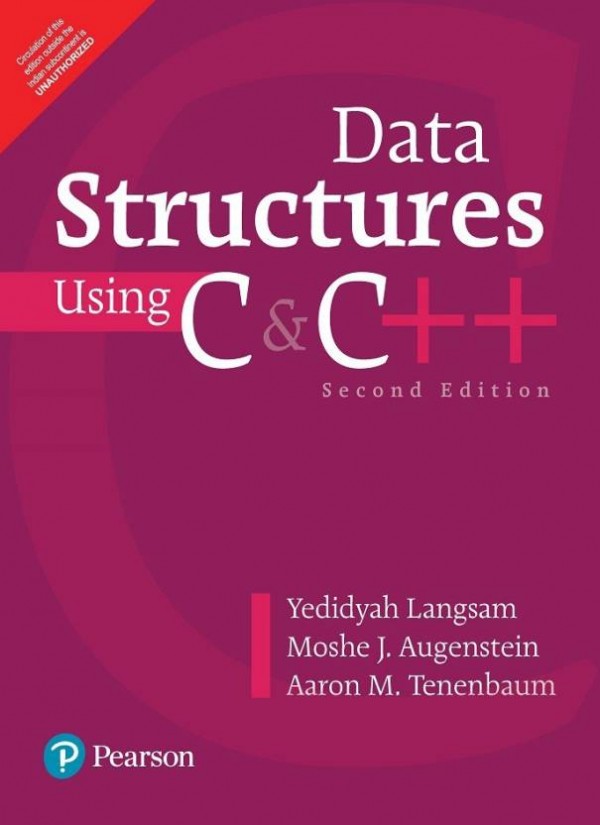 Circulation of this
edition outside the
Indian subcontinent is
UNAUTHORIZED
Data
Structures
Using
C & C++
Second Edition
Yedidyah Langsam
Moshe J. Augenstein
Aaron M. Tenenbaum
P
Pearson